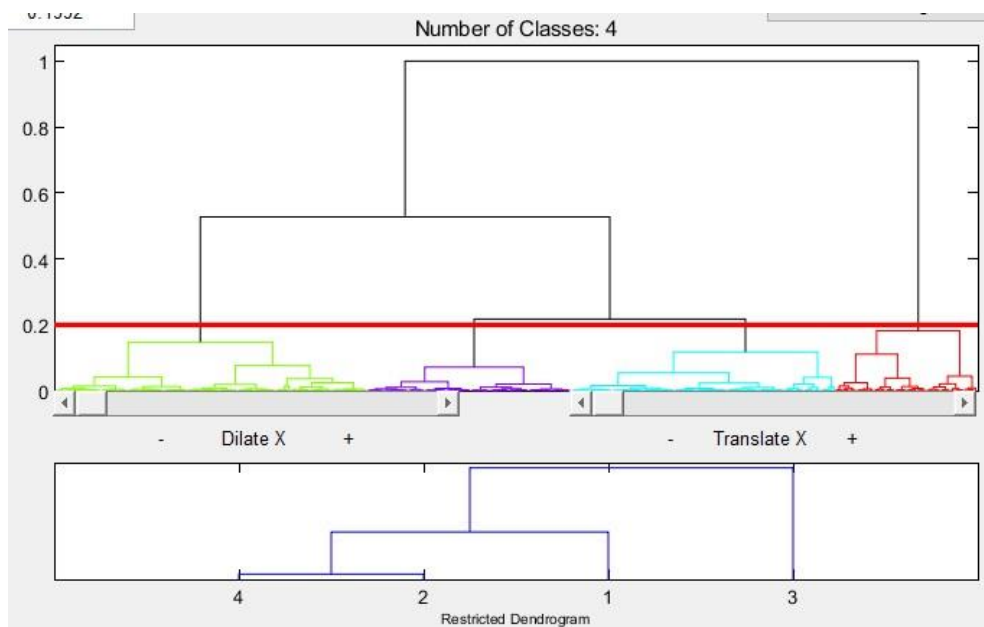 Number of Classes: 4
1
0.8
0.6
0.4
0.2
0
- Dilate X +
- Translate X +
4 2 1 3
Restricted Dendrogram